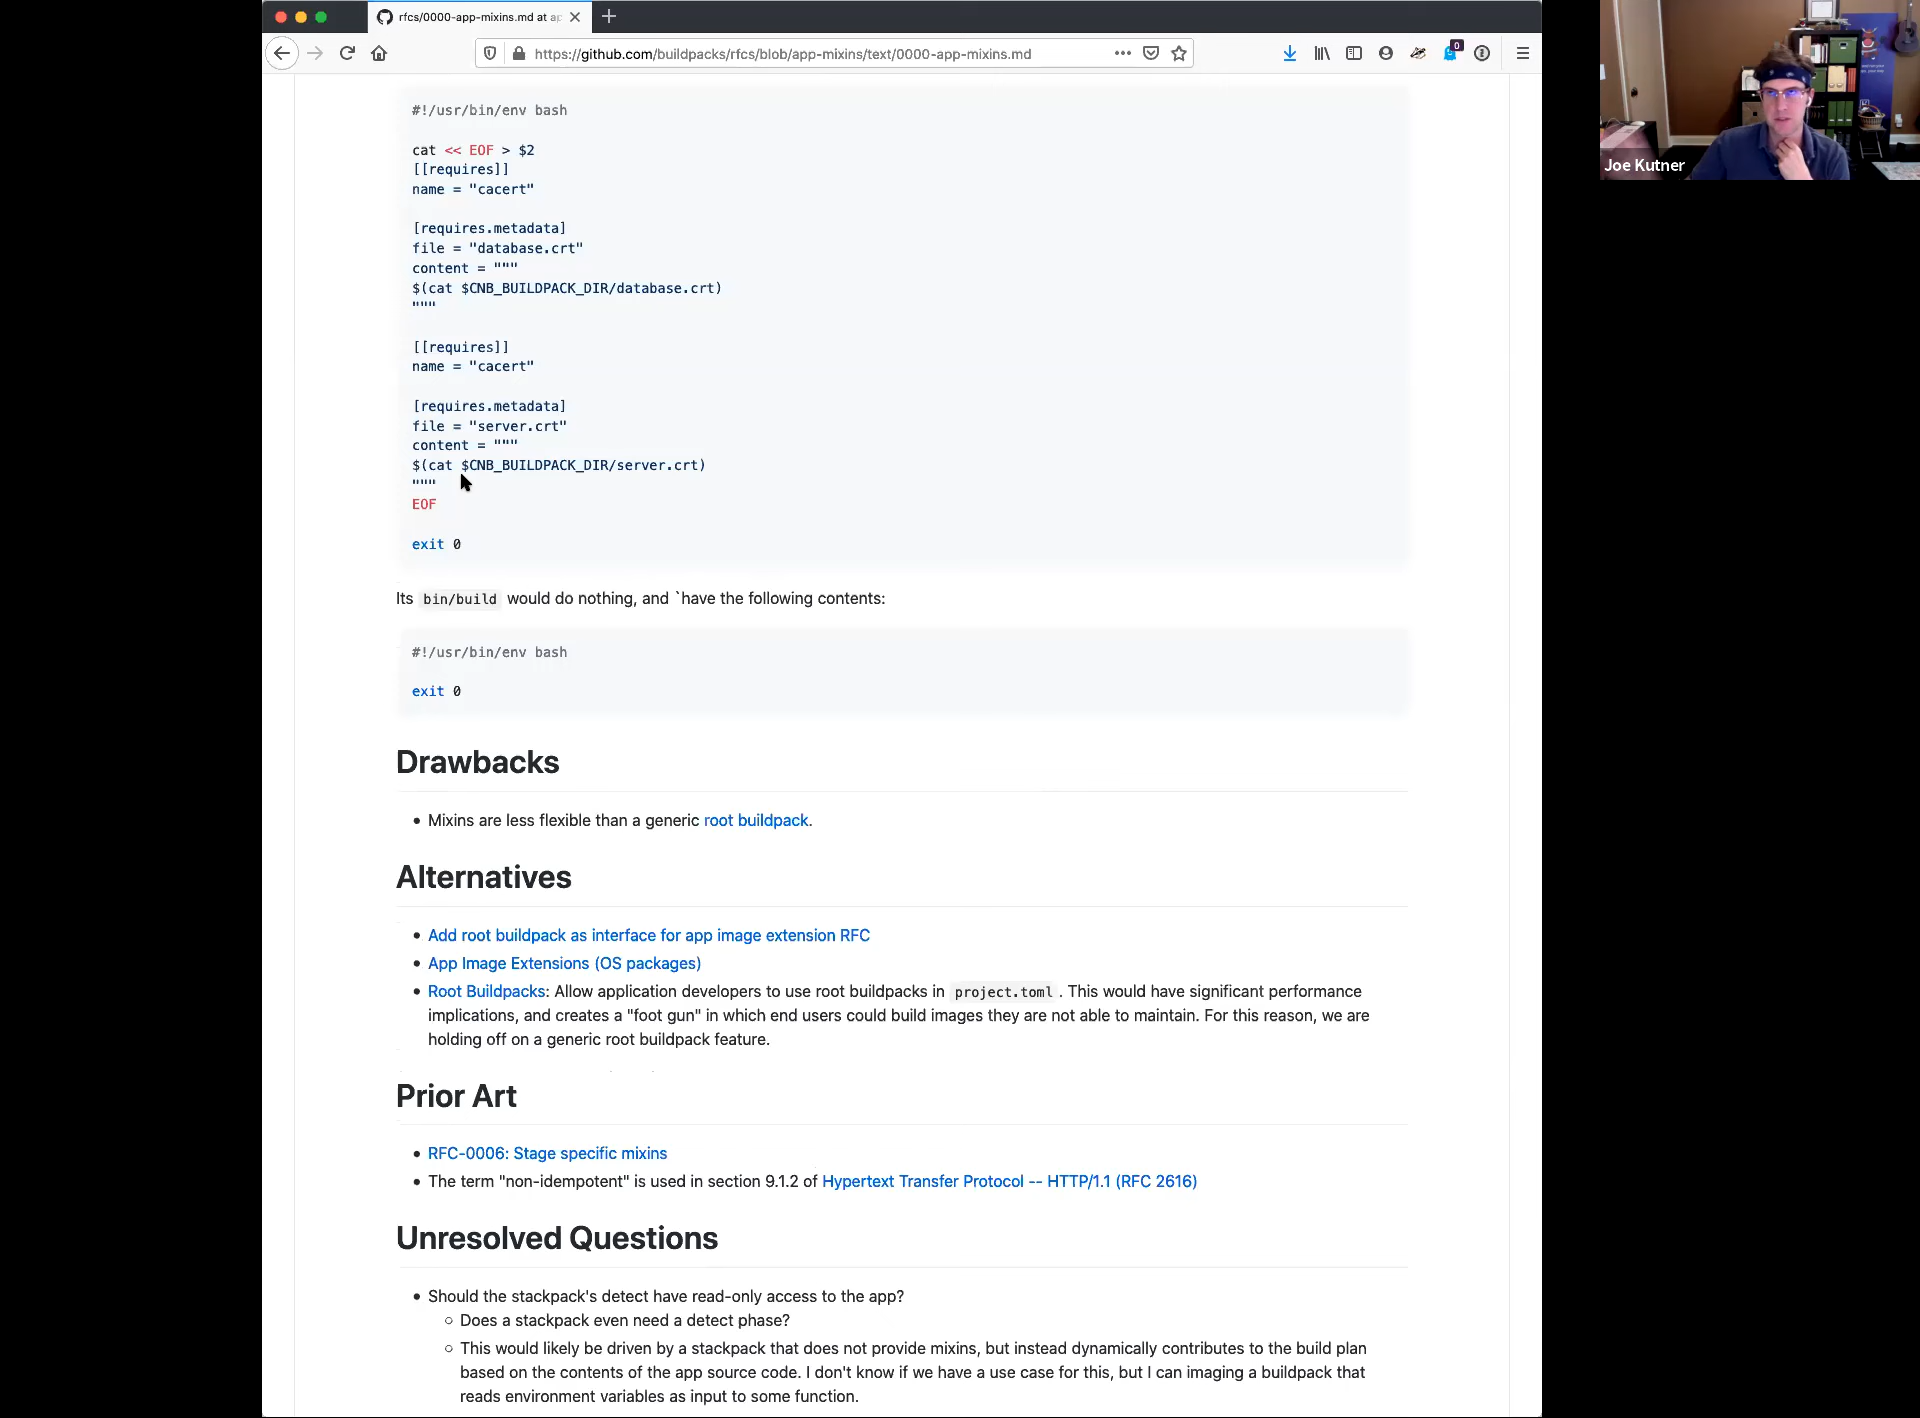 rfcs/0000-app-mixins.md at ap
https://github.com/buildpacks/rfcs/blob/app-mixins/text/0000-app-mixins.md
0
#!/usr/bin/env bash
cat << EOF > $2
[[requires]]
name = "cacert"
[requires.metadata]
file = "database.crt"
content = """
$(cat $CNB_BUILDPACK_DIR/database.crt)
"""
[[requires]]
name = "cacert"
[requires.metadata]
file = "server.crt"
content = """
$(cat $CNB_BUILDPACK_DIR/server.crt)
"""
EOF
exit 0
Its bin/build would do nothing, and `have the following contents:
#!/usr/bin/env bash
exit 0
Drawbacks
• Mixins are less flexible than a generic root buildpack.
Alternatives
• Add root buildpack as interface for app image extension RFC
• App Image Extensions (OS packages)
• Root Buildpacks: Allow application developers to use root buildpacks in project.toml . This would have significant performance
implications, and creates a "foot gun" in which end users could build images they are not able to maintain. For this reason, we are
holding off on a generic root buildpack feature.
Prior Art
• RFC-0006: Stage specific mixins
• The term "non-idempotent" is used in section 9.1.2 of Hypertext Transfer Protocol -- HTTP/1.1 (RFC 2616)
Unresolved Questions
• Should the stackpack's detect have read-only access to the app?
○ Does a stackpack even need a detect phase?
○ This would likely be driven by a stackpack that does not provide mixins, but instead dynamically contributes to the build plan
based on the contents of the app source code. I don't know if we have a use case for this, but I can imaging a buildpack that
reads environment variables as input to some function.
Joe Kutner